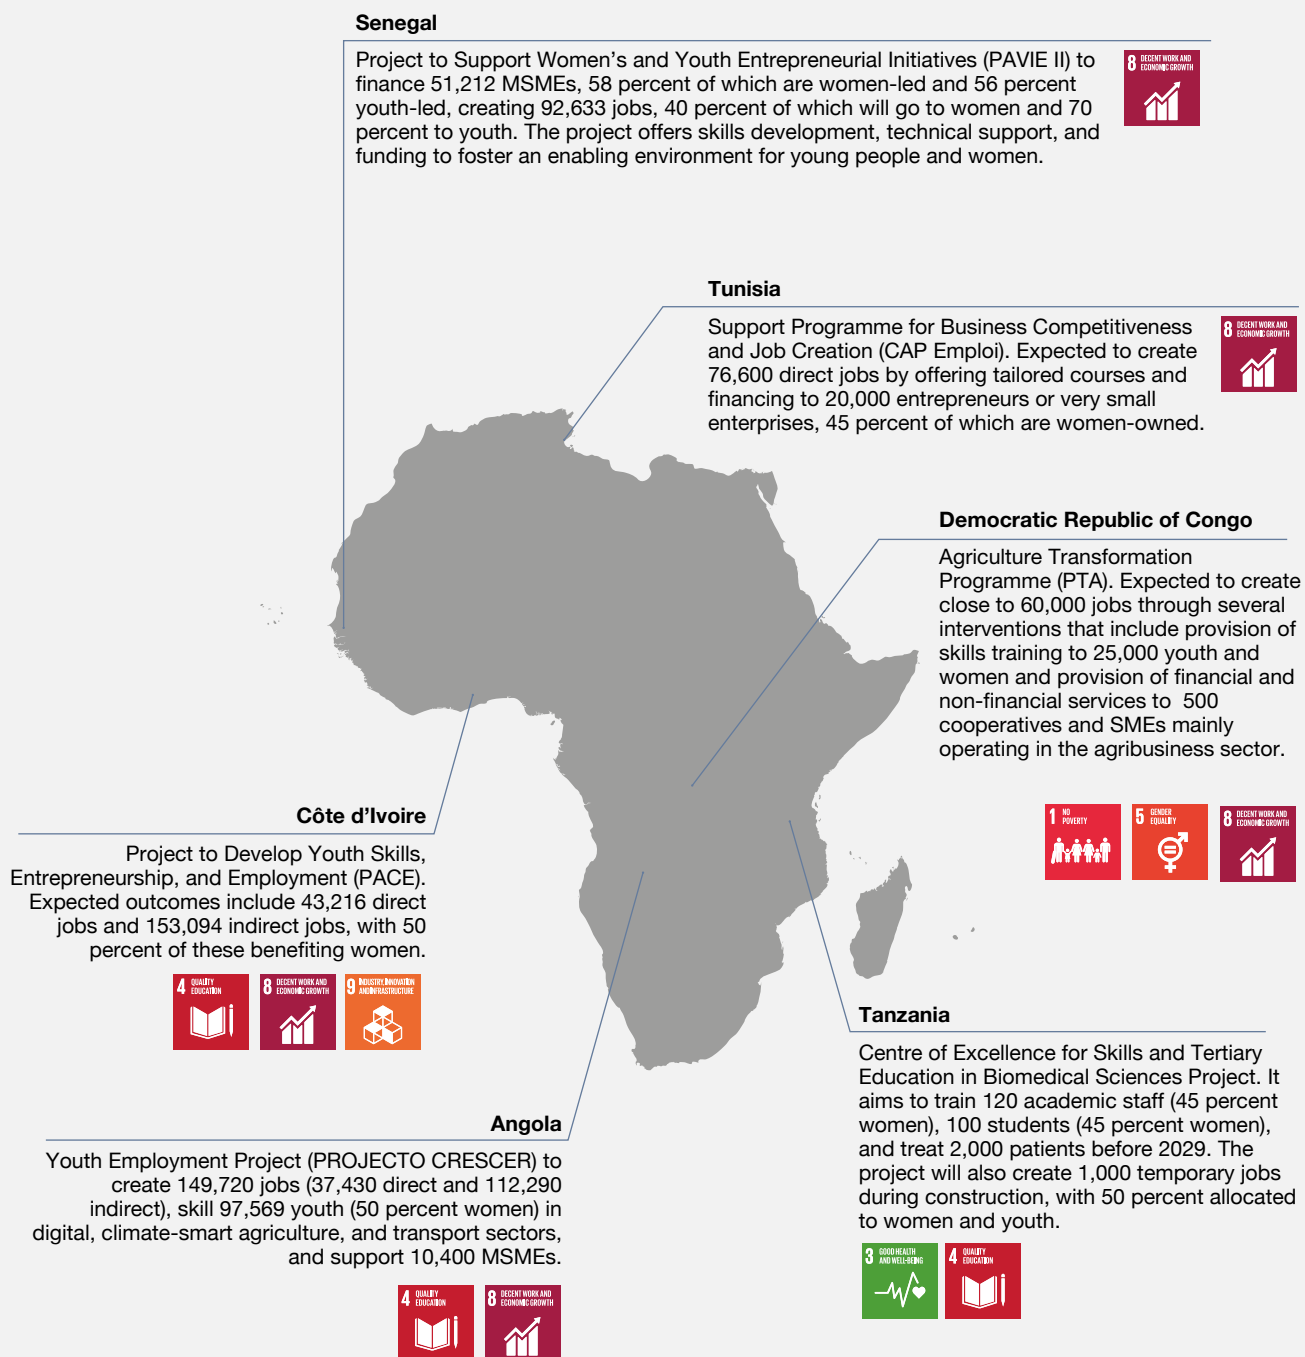 Senegal
Project to Support Women's and Youth Entrepreneurial Initiatives (PAVIE II) to
finance 51,212 MSMEs, 58 percent of which are women-led and 56 percent
youth-led, creating 92,633 jobs, 40 percent of which will go to women and 70
percent to youth. The project offers skills development, technical support, and
funding to foster an enabling environment for young people and women.
8 DECENT WORK AND
ECONOMIC GROWTH
Tunisia
Support Programme for Business Competitiveness
and Job Creation (CAP Emploi). Expected to create
76,600 direct jobs by offering tailored courses and
financing to 20,000 entrepreneurs or very small
enterprises, 45 percent of which are women-owned.
8 DECENT WORK AND
ECONOMIC GROWTH
Democratic Republic of Congo
Agriculture Transformation
Programme (PTA). Expected to create
close to 60,000 jobs through several
interventions that include provision of
skills training to 25,000 youth and
women and provision of financial and
non-financial services to 500
cooperatives and SMEs mainly
operating in the agribusiness sector.
1 NO
POVERTY
5 GENDER
EQUALITY
8 DECENT WORK AND
ECONOMIC GROWTH
Côte d'Ivoire
Project to Develop Youth Skills,
Entrepreneurship, and Employment (PACE).
Expected outcomes include 43,216 direct
jobs and 153,094 indirect jobs, with 50
percent of these benefiting women.
4 QUALITY
EDUCATION
8 DECENT WORK AND
ECONOMIC GROWTH
9 INDUSTRY, INNOVATION
AND INFRASTRUCTURE
Tanzania
Centre of Excellence for Skills and Tertiary
Education in Biomedical Sciences Project. It
aims to train 120 academic staff (45 percent
women), 100 students (45 percent women),
and treat 2,000 patients before 2029. The
project will also create 1,000 temporary jobs
during construction, with 50 percent allocated
to women and youth.
3 GOOD HEALTH
AND WELL-BEING
4 QUALITY
EDUCATION
Angola
Youth Employment Project (PROJECTO CRESCER) to
create 149,720 jobs (37,430 direct and 112,290
indirect), skill 97,569 youth (50 percent women) in
digital, climate-smart agriculture, and transport sectors,
and support 10,400 MSMEs.
4 QUALITY
EDUCATION
8 DECENT WORK AND
ECONOMIC GROWTH